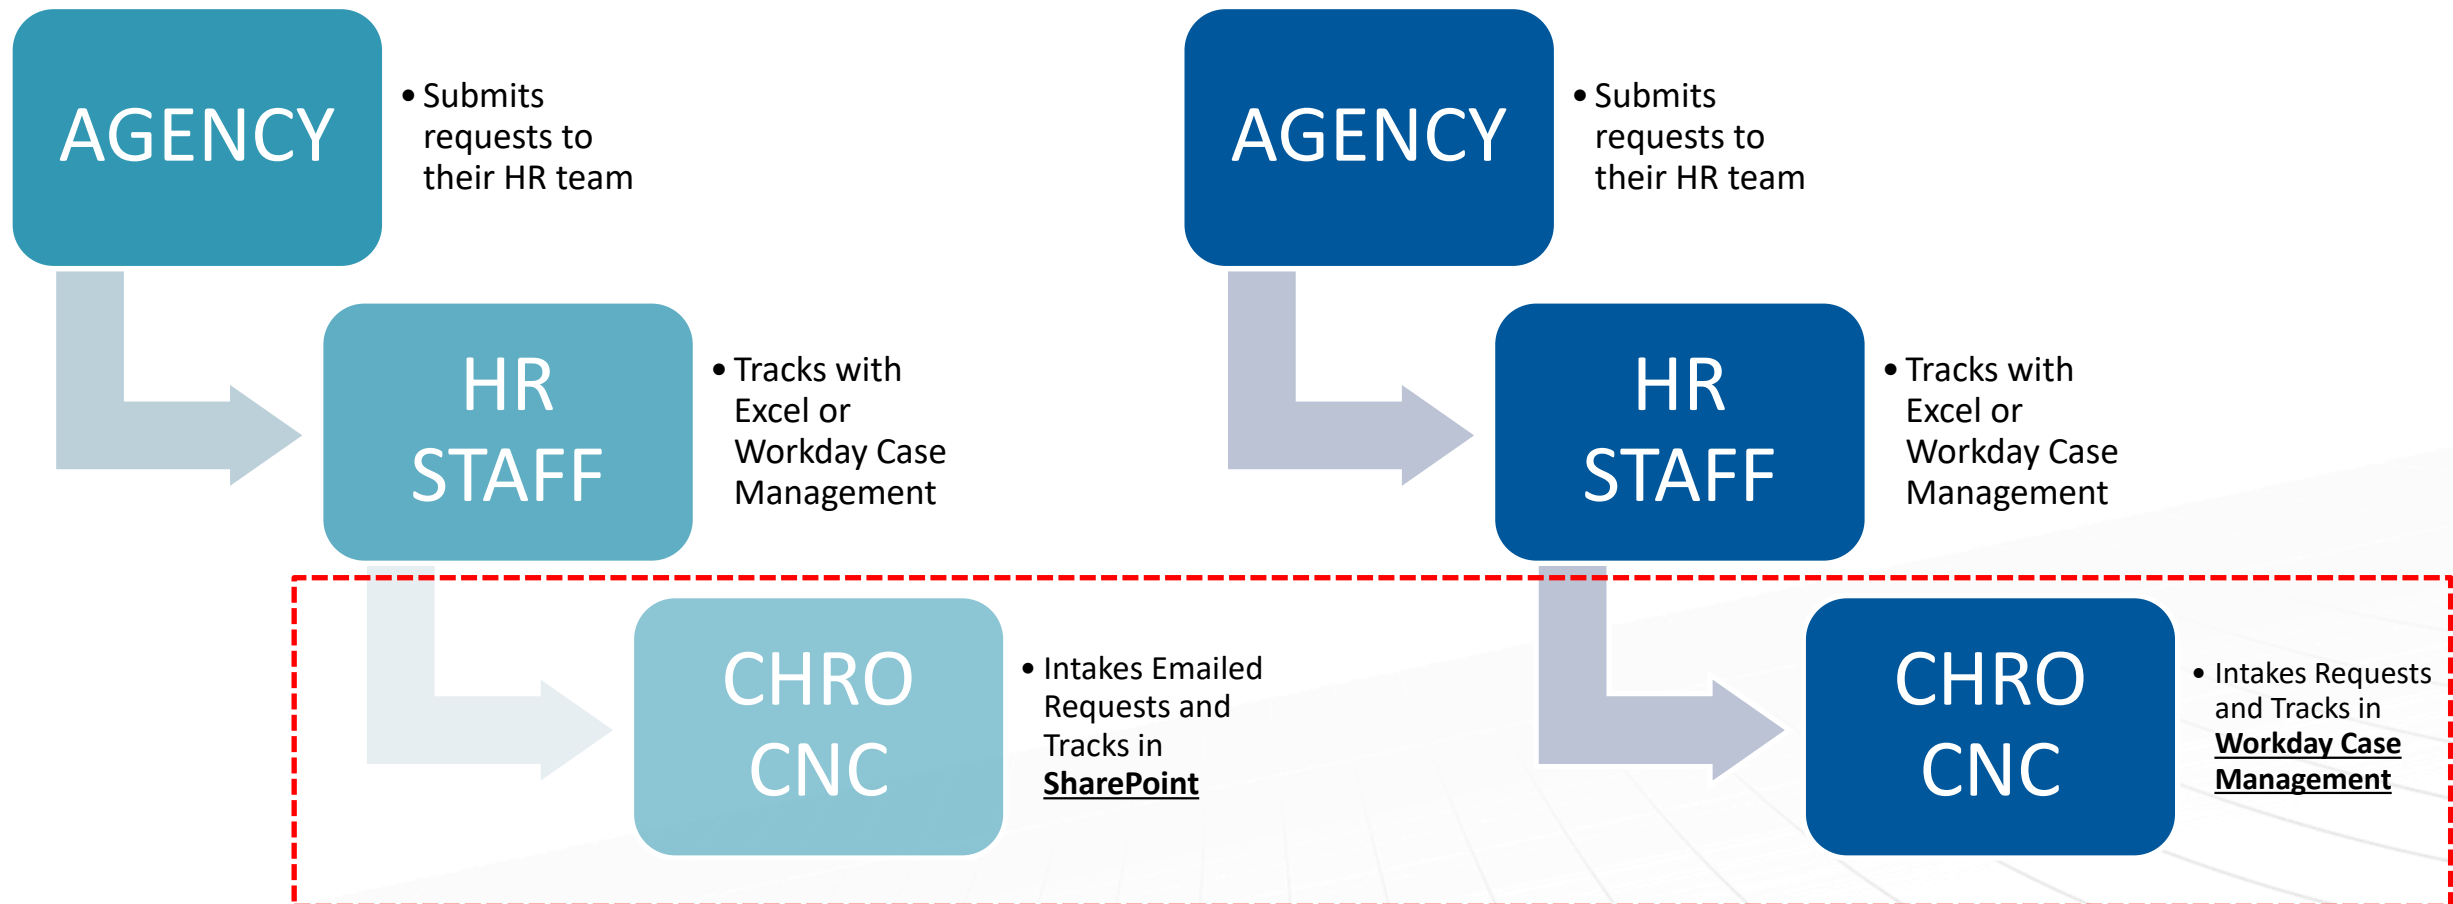 AGENCY
• Submits
requests to
their HR team
HR
STAFF
• Tracks with
Excel or
Workday Case
Management
CHRO
CNC
• Intakes Emailed
Requests and
Tracks in
SharePoint
AGENCY
• Submits
requests to
their HR team
HR
STAFF
• Tracks with
Excel or
Workday Case
Management
CHRO
CNC
• Intakes Requests
and Tracks in
Workday Case
Management